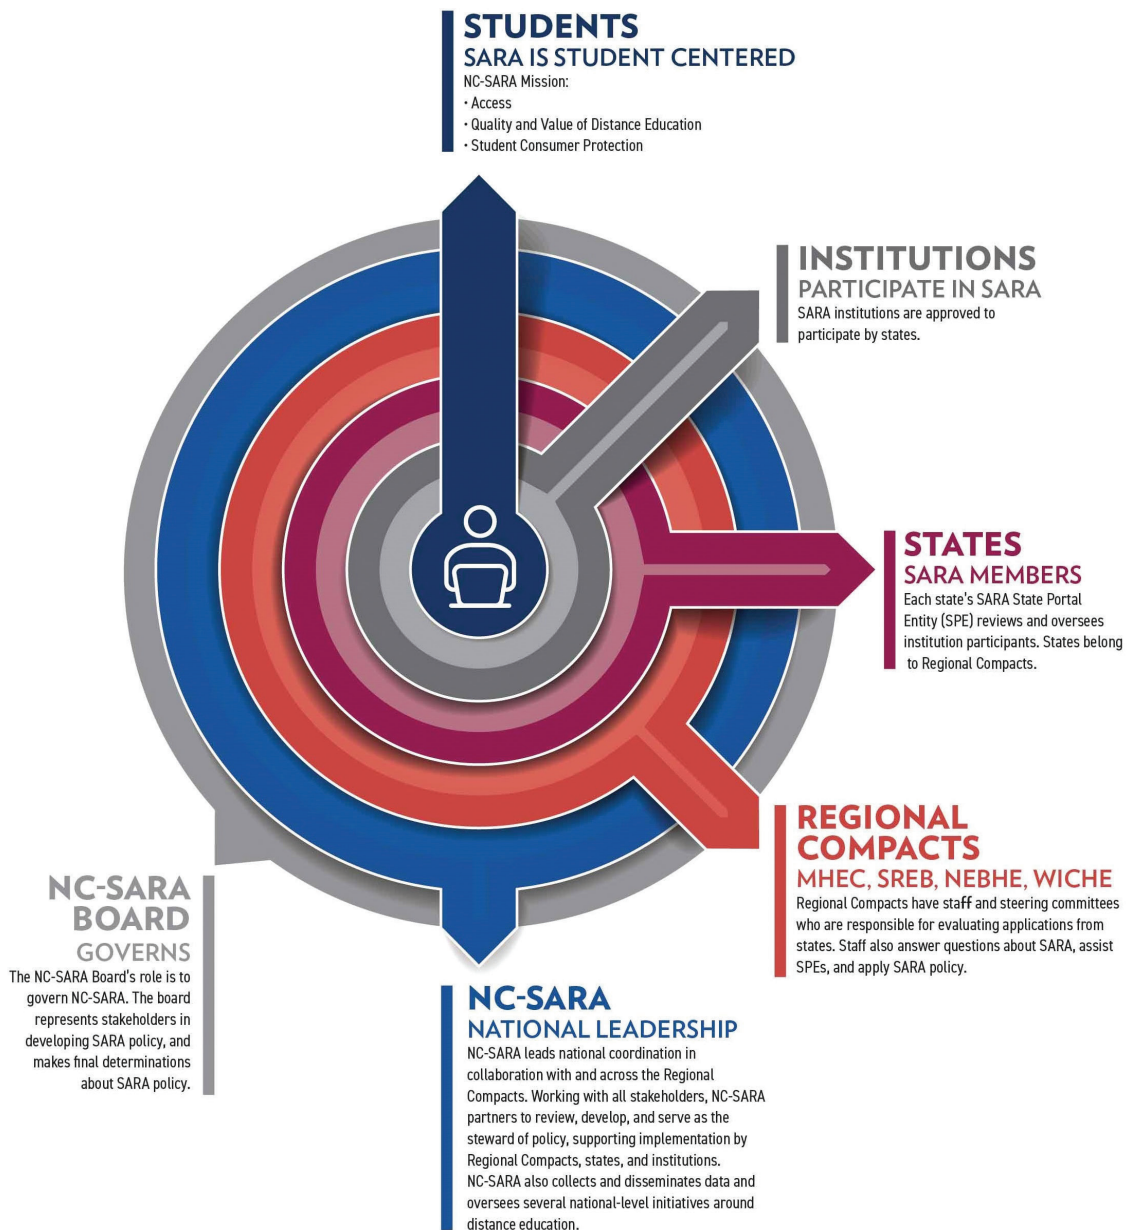 STUDENTS
SARA IS STUDENT CENTERED
NC-SARA Mission:
• Access
• Quality and Value of Distance Education
• Student Consumer Protection
INSTITUTIONS
PARTICIPATE IN SARA
SARA institutions are approved to
participate by states.
STATES
SARA MEMBERS
Each state's SARA State Portal
Entity (SPE) reviews and oversees
institution participants. States belong
to Regional Compacts.
REGIONAL
COMPACTS
MHEC, SREB, NEBHE, WICHE
Regional Compacts have staff and steering committees
who are responsible for evaluating applications from
states. Staff also answer questions about SARA, assist
SPEs, and apply SARA policy.
NC-SARA
NATIONAL LEADERSHIP
NC-SARA leads national coordination in
collaboration with and across the Regional
Compacts. Working with all stakeholders, NC-SARA
partners to review, develop, and serve as the
steward of policy, supporting implementation by
Regional Compacts, states, and institutions.
NC-SARA also collects and disseminates data and
oversees several national-level initiatives around
distance education.
NC-SARA
BOARD
GOVERNS
The NC-SARA Board's role is to
govern NC-SARA. The board
represents stakeholders in
developing SARA policy, and
makes final determinations
about SARA policy.